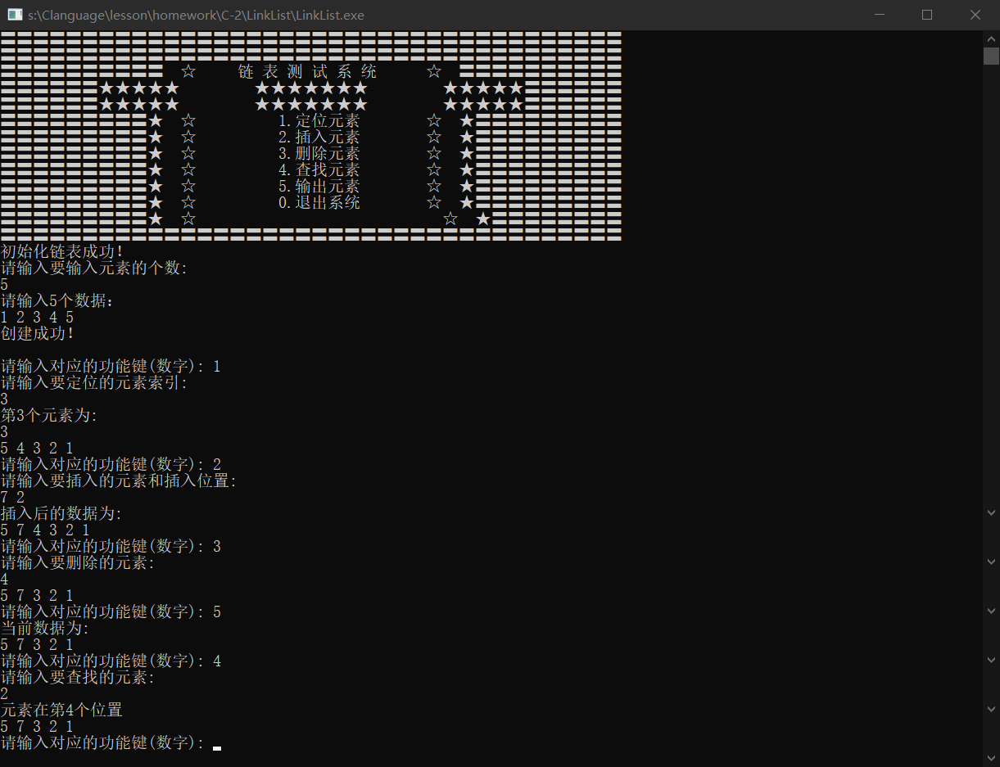 s:\Clanguage\lesson\homework\C-2\LinkList\LinkList.exe
☆ 链 表 测 试 系 统 ☆
★★★★★ ★★★★★★★ ★★★★★
★★★★★ ★★★★★★★ ★★★★★
★ ☆ 1.定位元素 ☆ ★
★ ☆ 2.插入元素 ☆ ★
★ ☆ 3.删除元素 ☆ ★
★ ☆ 4.查找元素 ☆ ★
★ ☆ 5.输出元素 ☆ ★
★ ☆ 0.退出系统 ☆ ★
★ ☆ ☆ ★
初始化链表成功!
请输入要输入元素的个数:
5
请输入5个数据:
1 2 3 4 5
创建成功!
请输入对应的功能键(数字): 1
请输入要定位的元素索引:
3
第3个元素为:
3
5 4 3 2 1
请输入对应的功能键(数字): 2
请输入要插入的元素和插入位置:
7 2
插入后的数据为:
5 7 4 3 2 1
请输入对应的功能键(数字): 3
请输入要删除的元素:
4
5 7 3 2 1
请输入对应的功能键(数字): 5
当前数据为:
5 7 3 2 1
请输入对应的功能键(数字): 4
请输入要查找的元素:
2
元素在第4个位置
5 7 3 2 1
请输入对应的功能键(数字):